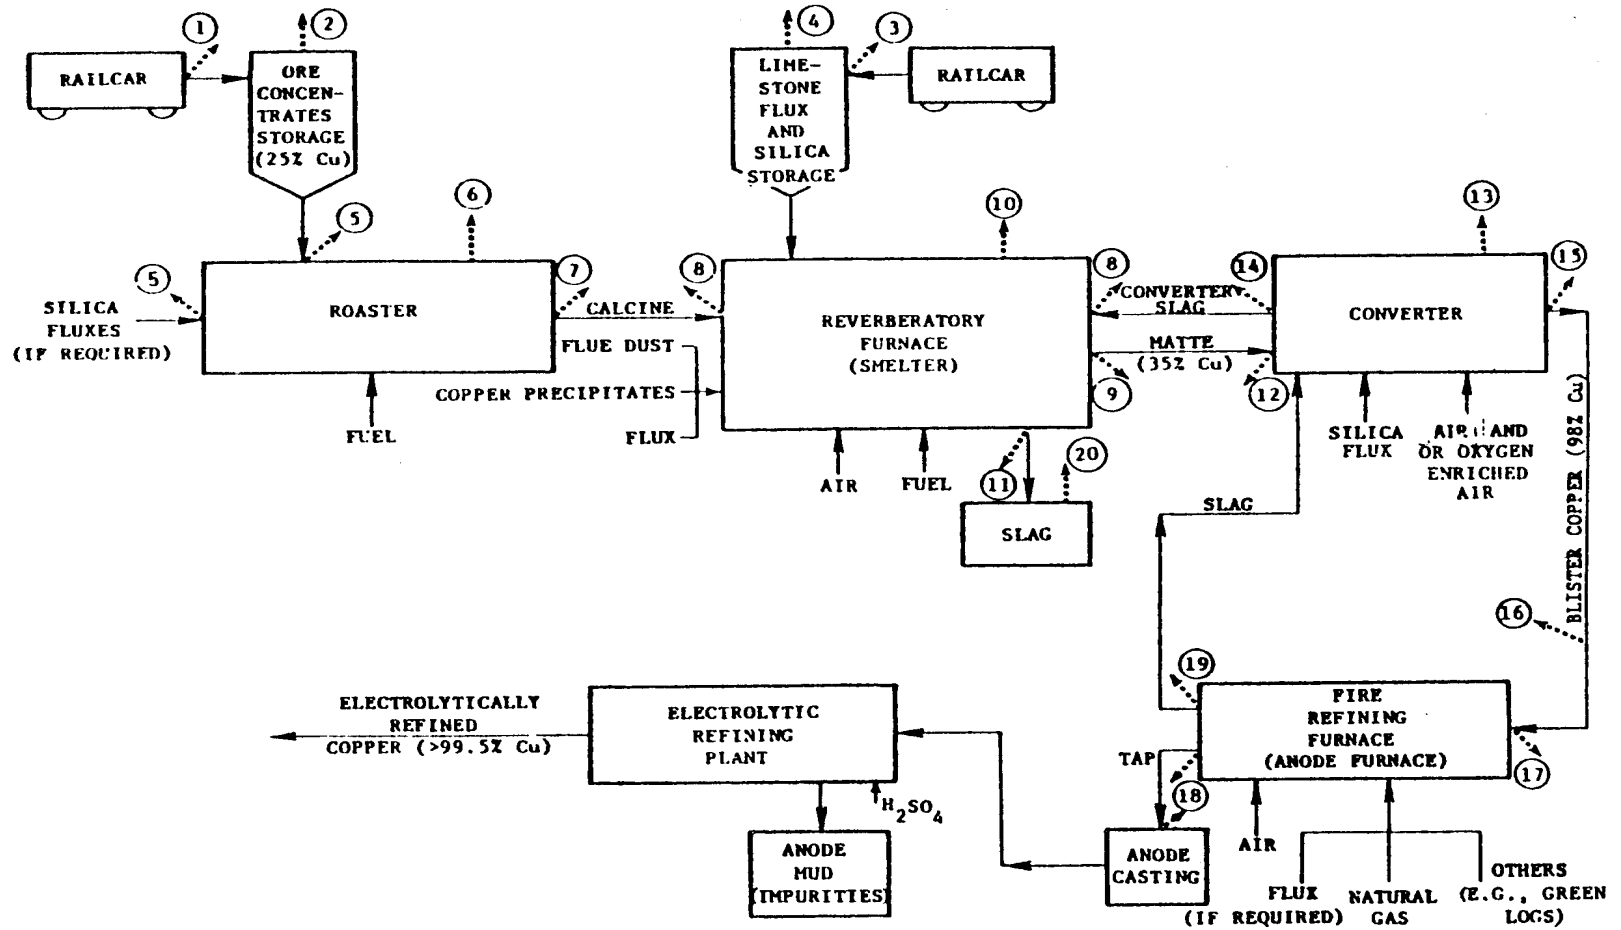 1
2
4
3
RAILCAR
ORE
CONCEN-
TRATES
STORAGE
(25% Cu)
LIME-
STONE
FLUX
AND
SILICA
STORAGE
RAILCAR
6
5
10
13
5
7
8
8
14
15
SILICA
FLUXES
(IF REQUIRED)
ROASTER
CALCINE
FLUE DUST
COPPER PRECIPITATES
FLUX
FUEL
REVERBERATORY
FURNACE
(SMELTER)
CONVERTER
SLAG
MATTE
(35% Cu)
9
12
CONVERTER
AIR
FUEL
11
20
SLAG
SILICA
FLUX
AIR AND
OR OXYGEN
ENRICHED
AIR
SLAG
BLISTER COPPER (98% Cu)
16
19
ELECTROLYTICALLY
REFINED
COPPER (>99.5% Cu)
ELECTROLYTIC
REFINING
PLANT
H2SO4
ANODE
MUD
(IMPURITIES)
FIRE
REFINING
FURNACE
(ANODE FURNACE)
TAP
17
18
ANODE
CASTING
AIR
FLUX
(IF REQUIRED)
NATURAL
GAS
OTHERS
(E.G., GREEN
LOGS)